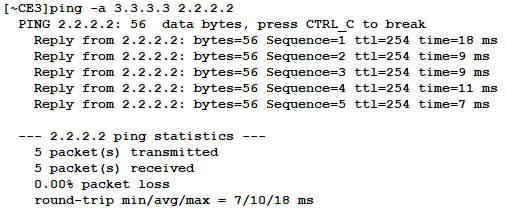 [~CE3]ping -a 3.3.3.3 2.2.2.2
PING 2.2.2.2: 56  data bytes, press CTRL_C to break
Reply from 2.2.2.2: bytes=56 Sequence=1 ttl=254 time=18 ms
Reply from 2.2.2.2: bytes=56 Sequence=2 ttl=254 time=9 ms
Reply from 2.2.2.2: bytes=56 Sequence=3 ttl=254 time=9 ms
Reply from 2.2.2.2: bytes=56 Sequence=4 ttl=254 time=11 ms
Reply from 2.2.2.2: bytes=56 Sequence=5 ttl=254 time=7 ms
--- 2.2.2.2 ping statistics ---
5 packet(s) transmitted
5 packet(s) received
0.00% packet loss
round-trip min/avg/max = 7/10/18 ms